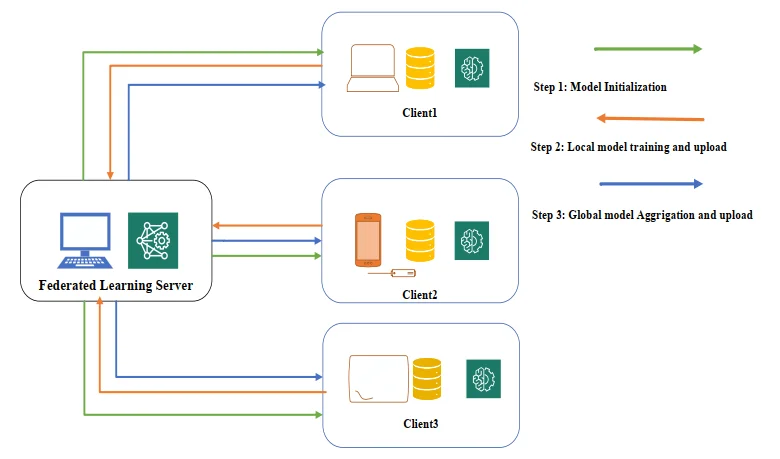 Client1
Step 1: Model Initialization
Step 2: Local model training and upload
Step 3: Global model Aggrigation and upload
Federated Learning Server
Client2
Client3